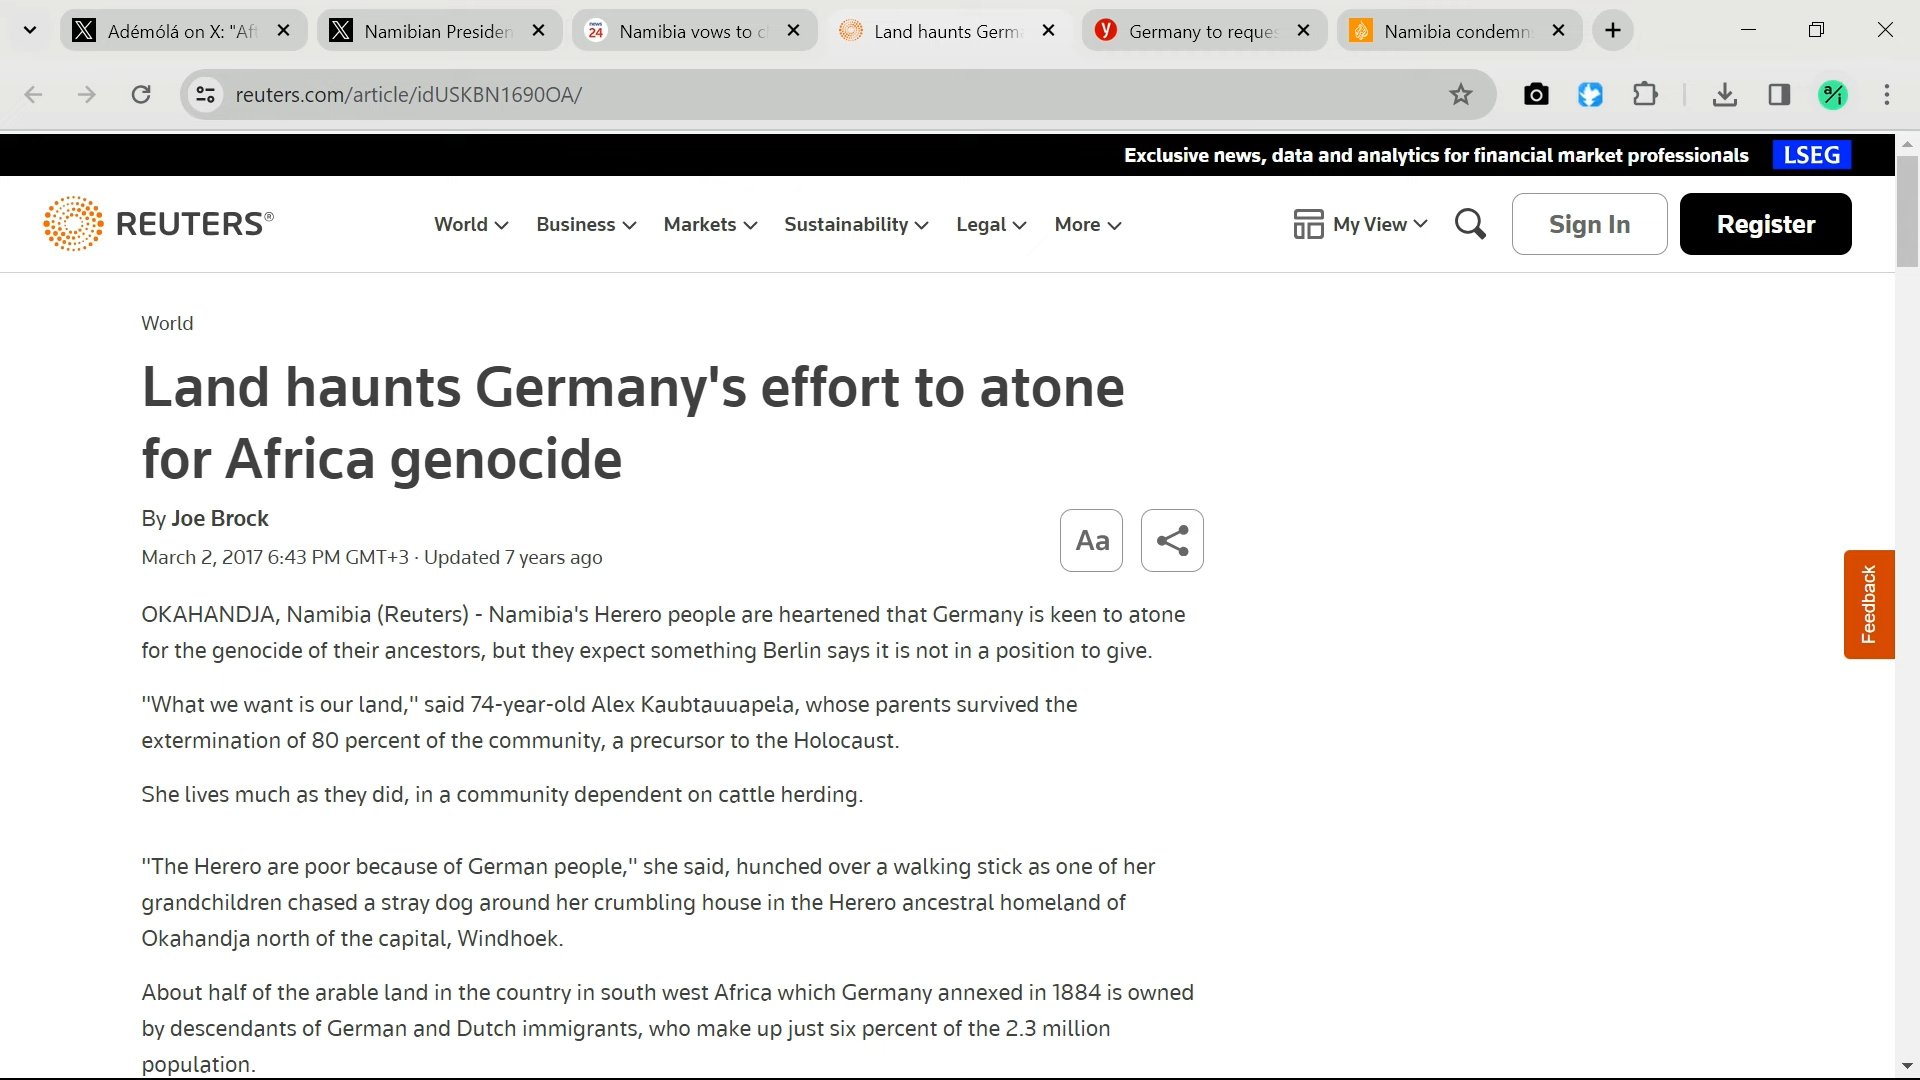 Adémólá on X: "Aft
Namibian Presiden
news 24
Namibia vows to c
Land haunts Germ
y
Germany to reque
Namibia condemn
reuters.com/article/idUSKBN1690OA/
a/i
Exclusive news, data and analytics for financial market professionals LSEG
REUTERS®
World Business Markets Sustainability Legal More
My View
Sign In
Register
World
Land haunts Germany's effort to atone
for Africa genocide
By Joe Brock
March 2, 2017 6:43 PM GMT+3 · Updated 7 years ago
Aa
Feedback
OKAHANDJA, Namibia (Reuters) - Namibia's Herero people are heartened that Germany is keen to atone
for the genocide of their ancestors, but they expect something Berlin says it is not in a position to give.
"What we want is our land," said 74-year-old Alex Kaubtauuapela, whose parents survived the
extermination of 80 percent of the community, a precursor to the Holocaust.
She lives much as they did, in a community dependent on cattle herding.
"The Herero are poor because of German people," she said, hunched over a walking stick as one of her
grandchildren chased a stray dog around her crumbling house in the Herero ancestral homeland of
Okahandja north of the capital, Windhoek.
About half of the arable land in the country in south west Africa which Germany annexed in 1884 is owned
by descendants of German and Dutch immigrants, who make up just six percent of the 2.3 million
population.